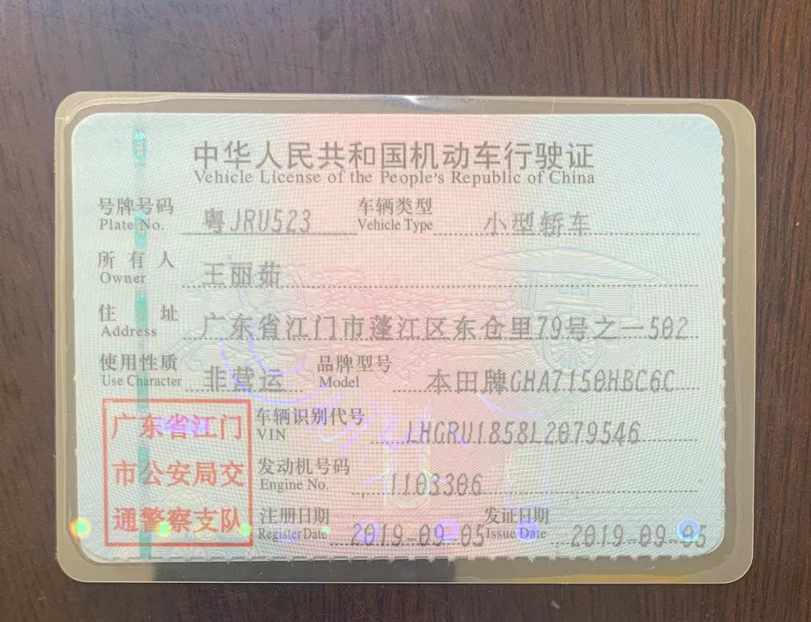 中华人民共和国机动车行驶证
Vehicle License of the People's Republic of China
号牌号码 粤JRU523 车辆类型 小型轿车
Plate No. Vehicle Type
所有人 王丽茹
Owner
住址 广东省江门市蓬江区东仓里79号之一502
Address
使用性质 非营运 品牌型号 本田牌GHA7150HBC6C
Use Character Model
广东省江门
市公安局交
通警察支队
车辆识别代号 LHGRU1858L2079546
VIN
发动机号码 1103306
Engine No.
注册日期 2019-09-05 发证日期 2019-09-05
Register Date Issue Date